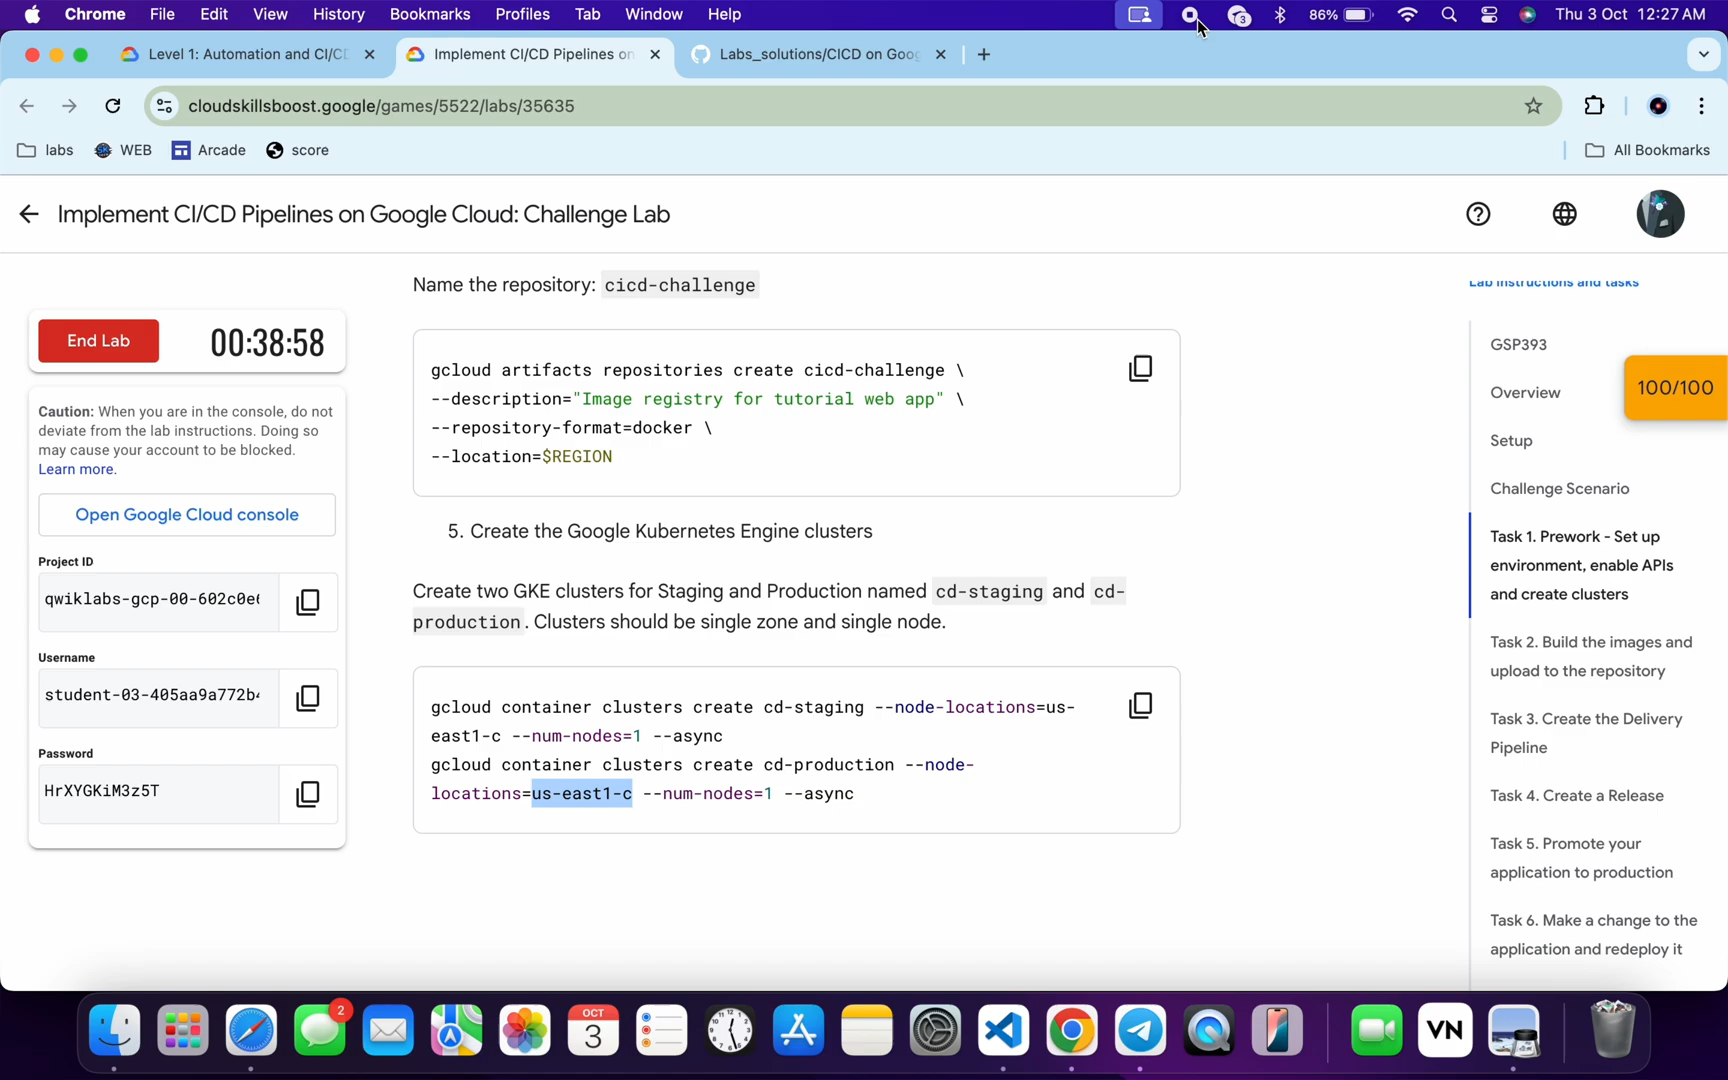 Chrome File Edit View History Bookmarks Profiles Tab Window Help 3 86% Thu 3 Oct 12:27 AM
Level 1: Automation and CI/CD Implement CI/CD Pipelines on Labs_solutions/CICD on Goog
cloudskillsboost.google/games/5522/labs/35635
labs WEB Arcade score All Bookmarks
Implement CI/CD Pipelines on Google Cloud: Challenge Lab
End Lab
00:38:58
Caution: When you are in the console, do not
deviate from the lab instructions. Doing so
may cause your account to be blocked.
Learn more.
Open Google Cloud console
Project ID
qwiklabs-gcp-00-602c0e6
Username
student-03-405aa9a772b4
Password
HrXYGKiM3z5T
Name the repository: cicd-challenge
gcloud artifacts repositories create cicd-challenge \
--description="Image registry for tutorial web app" \
--repository-format=docker \
--location=$REGION
5. Create the Google Kubernetes Engine clusters
Create two GKE clusters for Staging and Production named cd-staging and cd-
production. Clusters should be single zone and single node.
gcloud container clusters create cd-staging --node-locations=us-
east1-c --num-nodes=1 --async
gcloud container clusters create cd-production --node-
locations=us-east1-c --num-nodes=1 --async
Lab instructions and tasks
GSP393
100/100
Overview
Setup
Challenge Scenario
Task 1. Prework - Set up
environment, enable APIs
and create clusters
Task 2. Build the images and
upload to the repository
Task 3. Create the Delivery
Pipeline
Task 4. Create a Release
Task 5. Promote your
application to production
Task 6. Make a change to the
application and redeploy it
2
OCT
3
VN